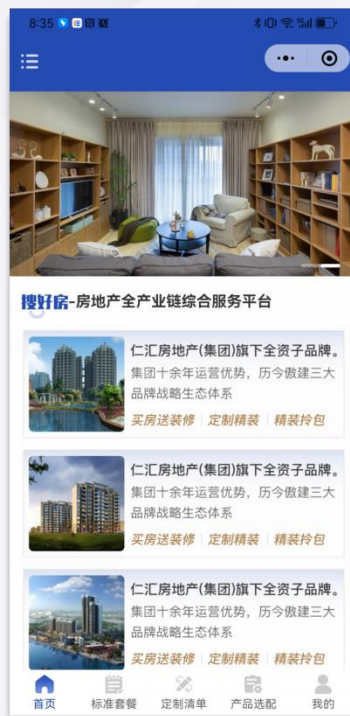 8:35
搜好房-房地产全产业链综合服务平台
仁汇房地产(集团)旗下全资子品牌。
集团十余年运营优势，历今傲建三大
品牌战略生态体系
买房送装修 定制精装 精装拎包
仁汇房地产(集团)旗下全资子品牌。
集团十余年运营优势，历今傲建三大
品牌战略生态体系
买房送装修 定制精装 精装拎包
仁汇房地产(集团)旗下全资子品牌。
集团十余年运营优势，历今傲建三大
品牌战略生态体系
买房送装修 定制精装 精装拎包
首页 标准套餐 定制清单 产品选配 我的